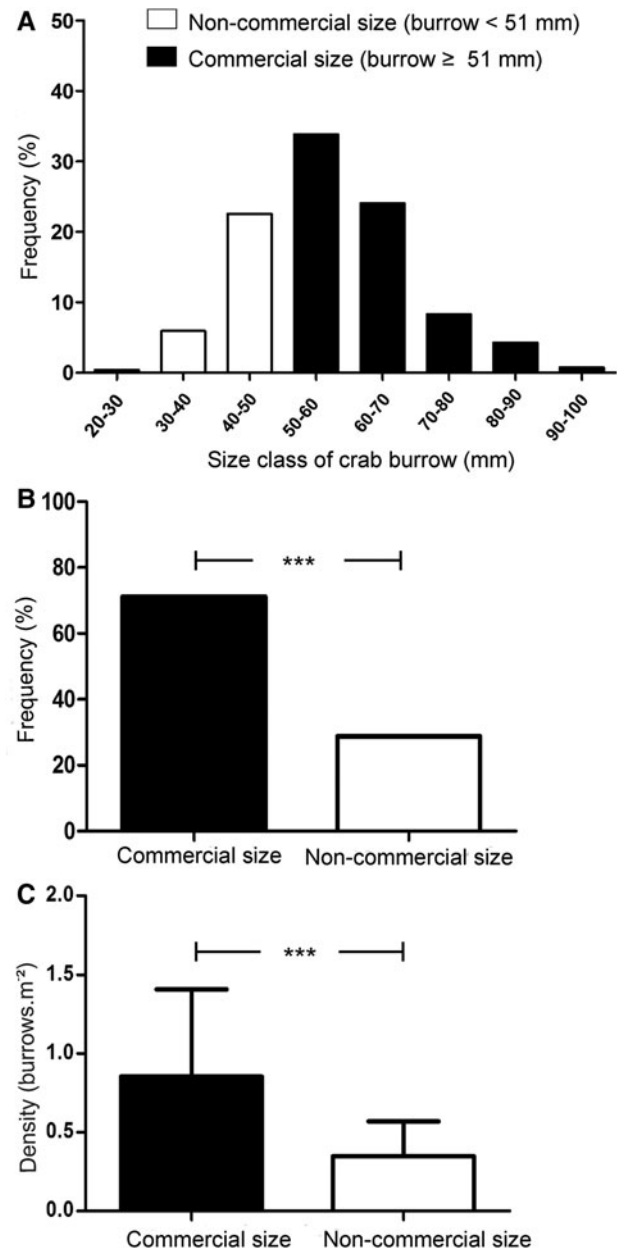 A
Non-commercial size (burrow < 51 mm)
Commercial size (burrow ≥ 51 mm)
Frequency (%)
50
40
30
20
10
0
20-30 30-40 40-50 50-60 60-70 70-80 80-90 90-100
Size class of crab burrow (mm)
B
Frequency (%)
100
80
60
40
20
0
***
Commercial size Non-commercial size
C
Density (burrows.m⁻²)
2.0
1.5
1.0
0.5
0.0
***
Commercial size Non-commercial size